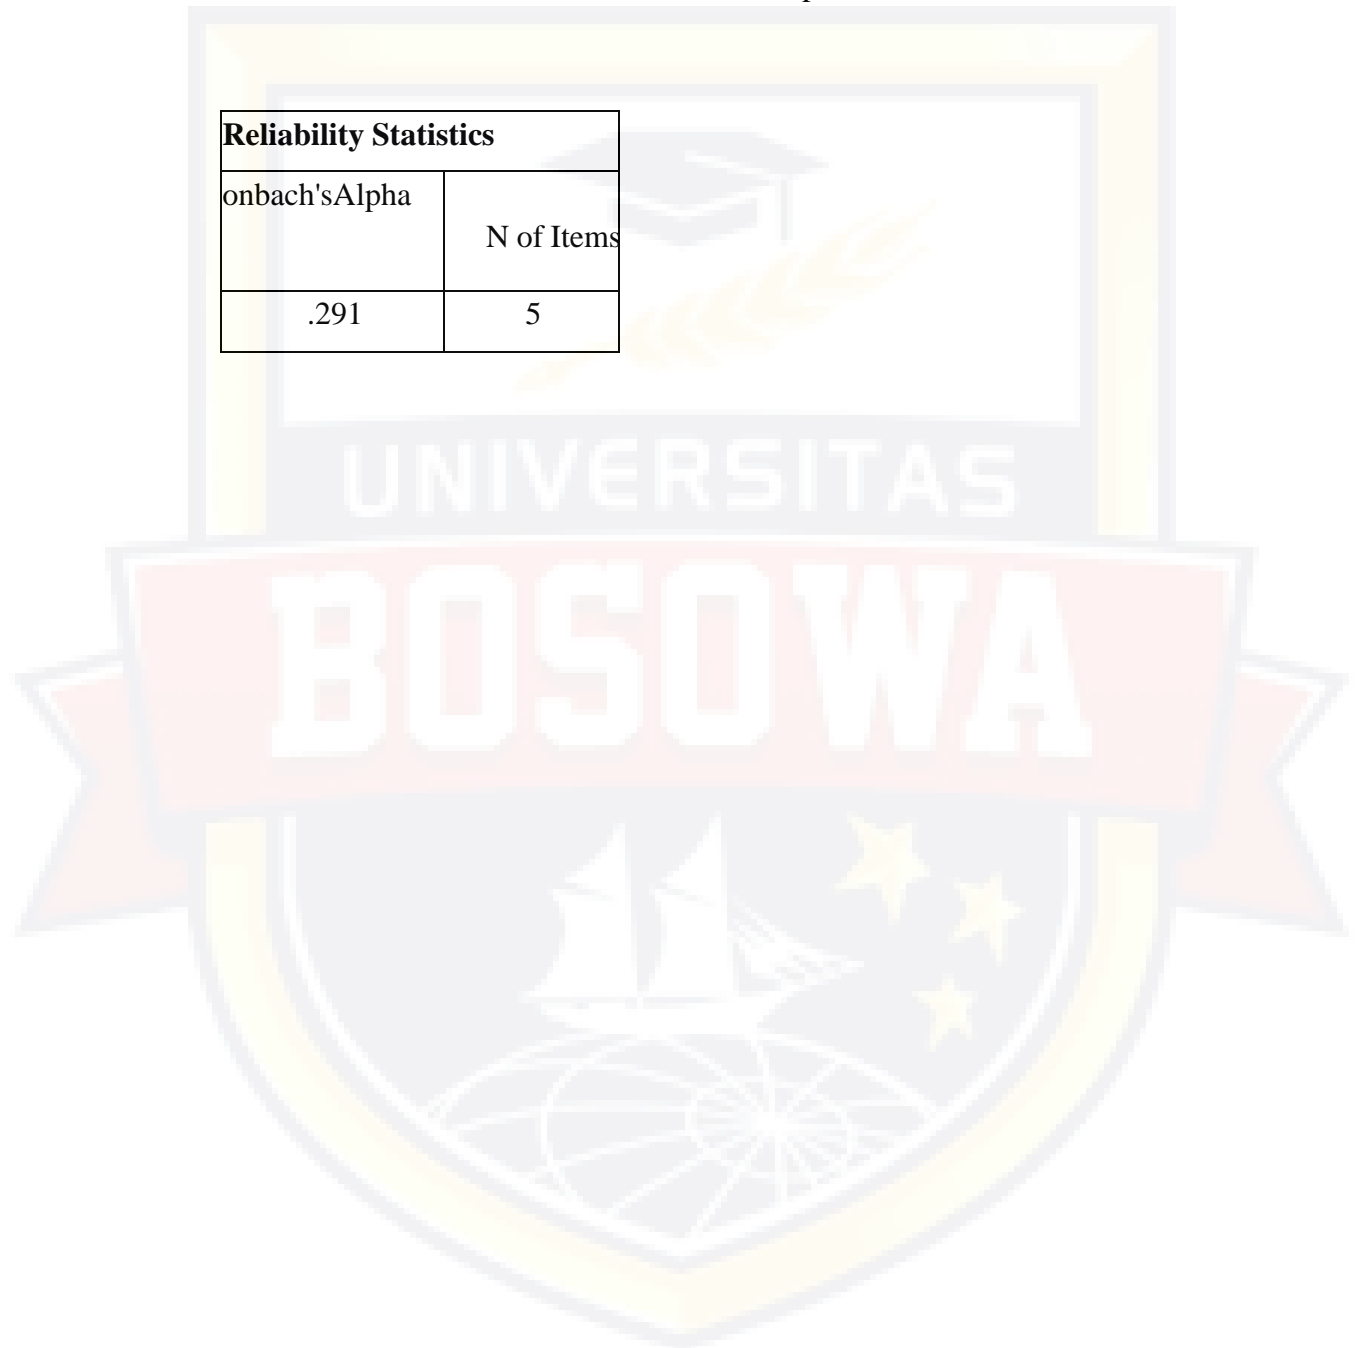 Reliability Statistics
onbach'sAlpha
N of Items
.291
5
UNIVERSITAS
BOSOWA